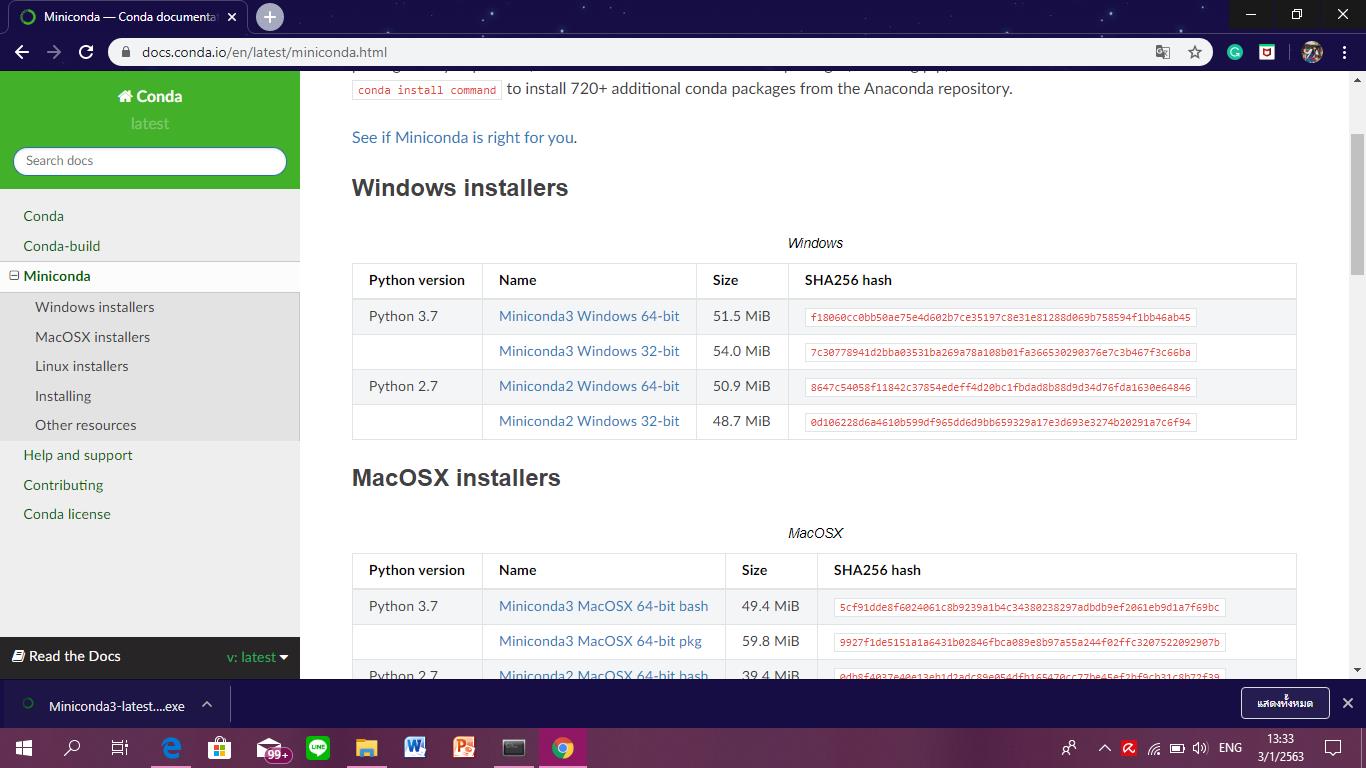 Miniconda — Conda documenta
docs.conda.io/en/latest/miniconda.html
Conda
latest
Search docs
Conda
Conda-build
Miniconda
Windows installers
MacOSX installers
Linux installers
Installing
Other resources
Help and support
Contributing
Conda license
Read the Docs
v: latest
conda install command to install 720+ additional conda packages from the Anaconda repository.
See if Miniconda is right for you.
Windows installers
Windows
Python version Name Size SHA256 hash
Python 3.7 Miniconda3 Windows 64-bit 51.5 MiB f18060cc0bb50ae75e4d602b7ce35197c8e31e81288d069b758594f1bb46ab45
Miniconda3 Windows 32-bit 54.0 MiB 7c30778941d2bba03531ba269a78a108b01fa366530290376e7c3b467f3c66ba
Python 2.7 Miniconda2 Windows 64-bit 50.9 MiB 8647c54058f11842c37854edeff4d20bc1fbdad8b88d9d34d76fda1630e64846
Miniconda2 Windows 32-bit 48.7 MiB 0d106228d6a4610b599df965dd6d9bb659329a17e3d693e3274b20291a7c6f94
MacOSX installers
MacOSX
Python version Name Size SHA256 hash
Python 3.7 Miniconda3 MacOSX 64-bit bash 49.4 MiB 5cf91dde8f6024061c8b9239a1b4c34380238297adbdb9ef2061eb9d1a7f69bc
Miniconda3 MacOSX 64-bit pkg 59.8 MiB 9927f1de5151a1a6431b02846fbca089e8b97a55a244f02ffc3207522092907b
Python 2.7 Miniconda2 MacOSX 64-bit bash 39.4 MiB
Miniconda3-latest....exe
แสดงทั้งหมด
99+
LINE
ENG
13:33
3/1/2563